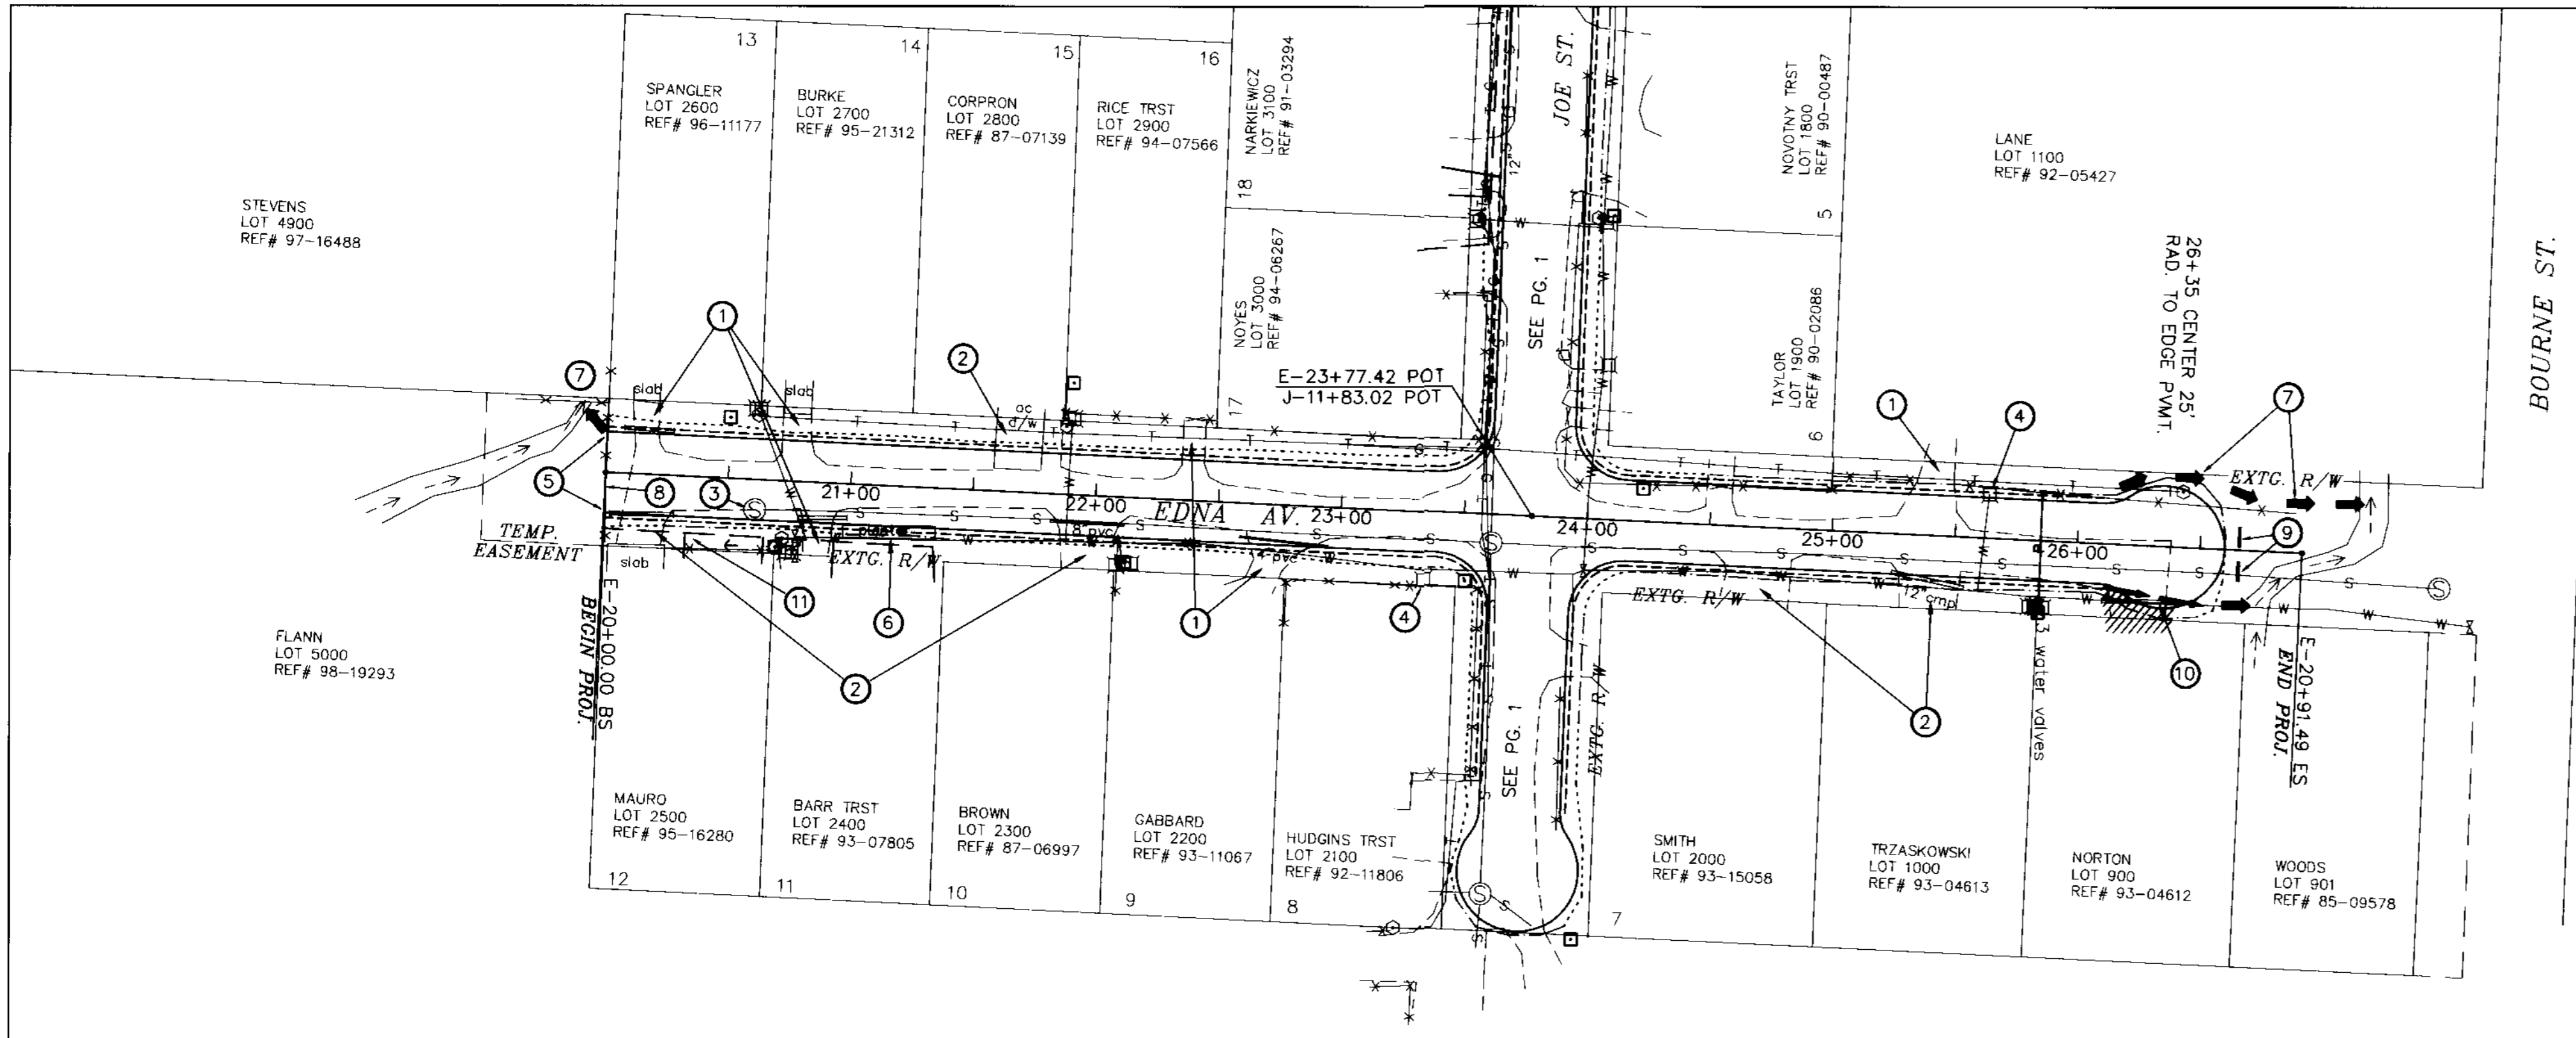 13
14
15
16
SPANGLER
LOT 2600
REF# 96-11177
BURKE
LOT 2700
REF# 95-21312
CORPRON
LOT 2800
REF# 87-07139
RICE TRST
LOT 2900
REF# 94-07566
NARKIEWICZ
LOT 3100
REF# 91-03294
18
12"S
JOE ST.
NOVOTNY TRST
LOT 1800
REF# 90-00487
5
LANE
LOT 1100
REF# 92-05427
BOURNE ST.
STEVENS
LOT 4900
REF# 97-16488
NOYES
LOT 3000
REF# 94-06267
17
SEE PG. 1
E-23+77.42 POT
J-11+83.02 POT
TAYLOR
LOT 1900
REF# 90-02086
6
26+35 CENTER 25'
RAD. TO EDGE PVMT.
1
2
7
slab
slab
ac
d/w
1
4
7
EXTG. R/W
5
8
3
21+00
22+00
EDNA AV.
23+00
24+00
25+00
26+00
9
TEMP.
EASEMENT
slab
EXTG. R/W
8" pvc
pvc
11
6
1
4
2
EXTG. R/W
12" cmp
2
10
3 water valves
E-20+00.00 BS
BEGIN PROJ.
E-20+91.49 ES
END PROJ.
EXTG. R/W
SEE PG. 1
FLANN
LOT 5000
REF# 98-19293
MAURO
LOT 2500
REF# 95-16280
12
BARR TRST
LOT 2400
REF# 93-07805
11
BROWN
LOT 2300
REF# 87-06997
10
GABBARD
LOT 2200
REF# 93-11067
9
HUDGINS TRST
LOT 2100
REF# 92-11806
8
SMITH
LOT 2000
REF# 93-15058
7
TRZASKOWSKI
LOT 1000
REF# 93-04613
NORTON
LOT 900
REF# 93-04612
WOODS
LOT 901
REF# 85-09578